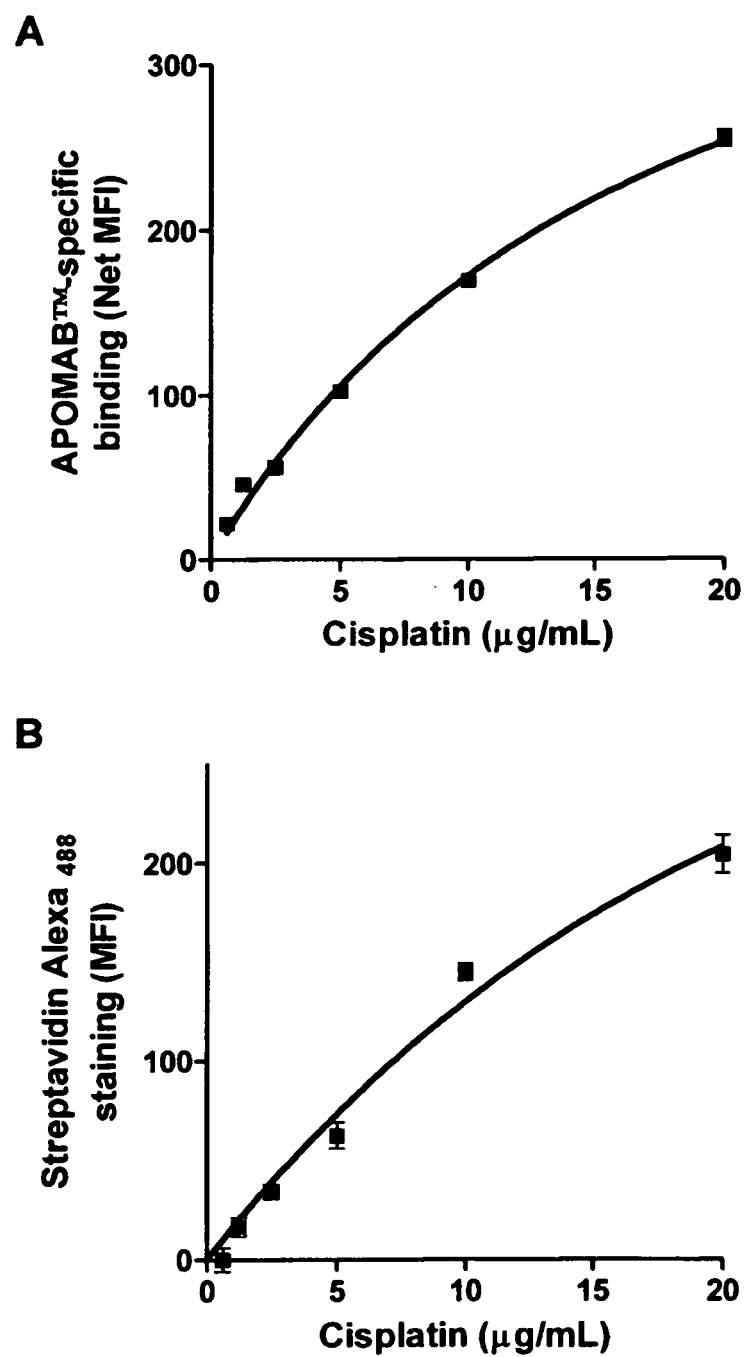 A
300
200
100
0
APOMAB™-specific
binding (Net MFI)
0 5 10 15 20
Cisplatin (μg/mL)
B
200
100
0
Streptavidin Alexa 488
staining (MFI)
0 5 10 15 20
Cisplatin (μg/mL)